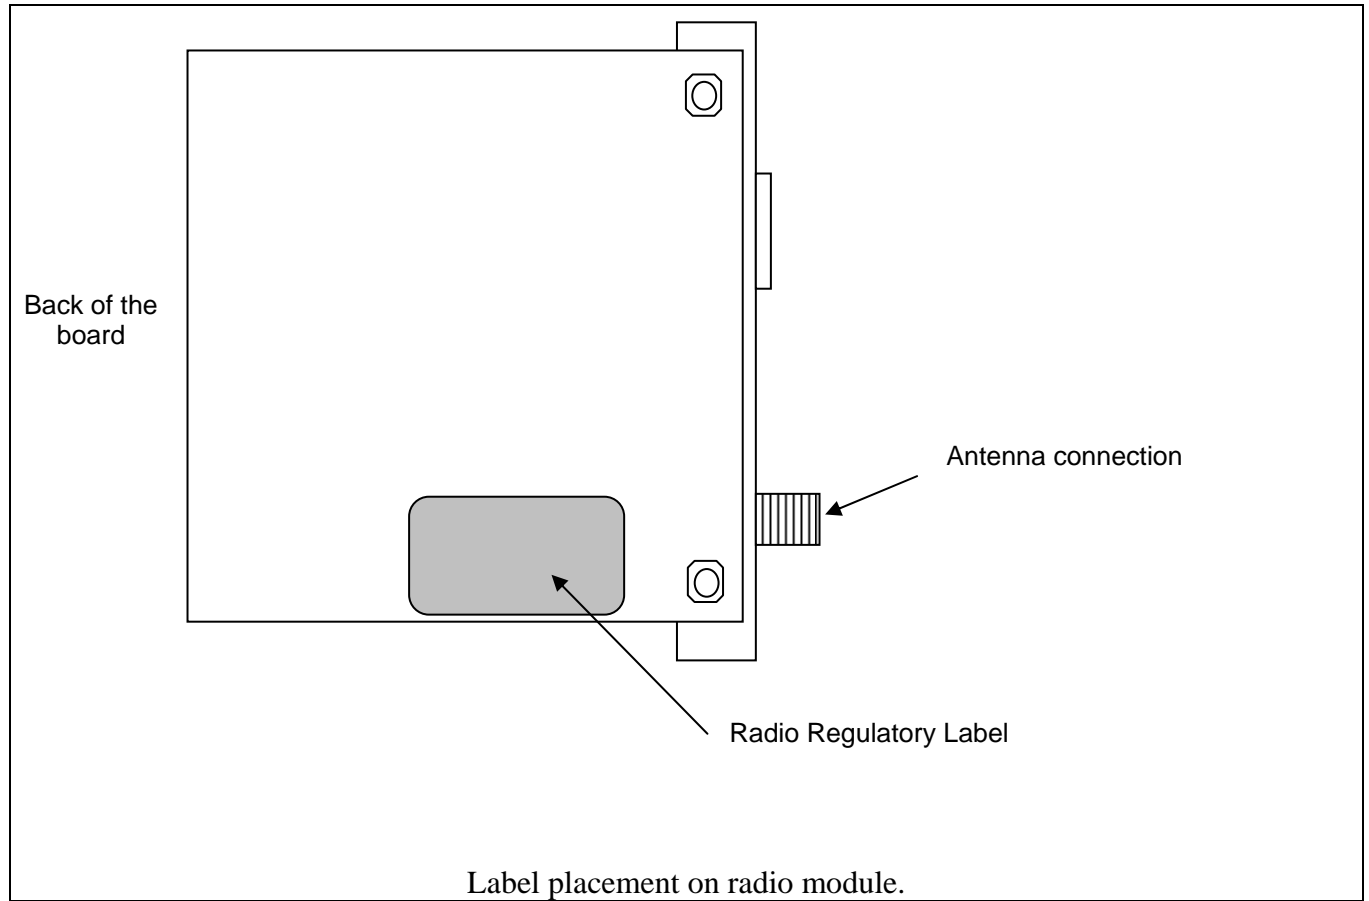 Back of the
board
Antenna connection
Radio Regulatory Label
Label placement on radio module.